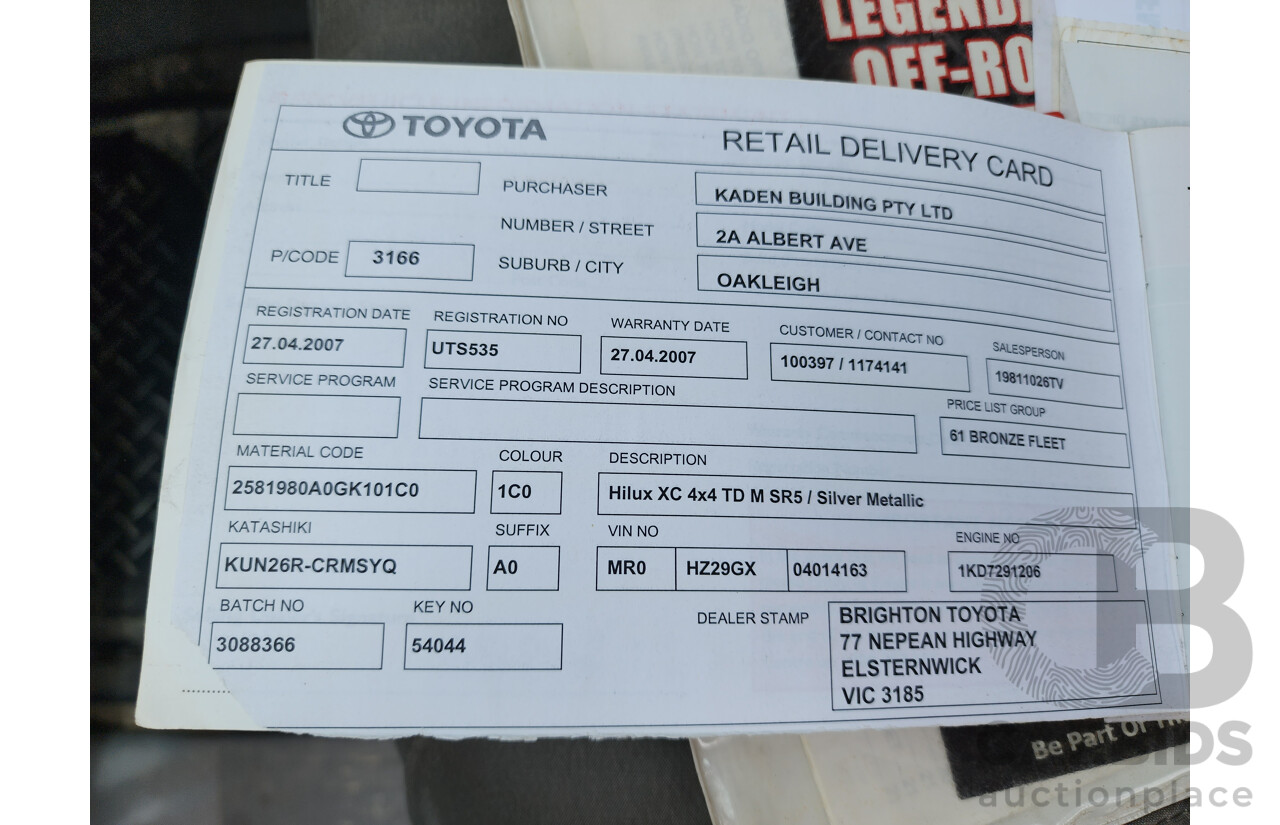 LEGEND
OFF-RO
TOYOTA
RETAIL DELIVERY CARD
TITLE
PURCHASER
KADEN BUILDING PTY LTD
NUMBER / STREET
2A ALBERT AVE
P/CODE
3166
SUBURB / CITY
OAKLEIGH
REGISTRATION DATE
REGISTRATION NO
WARRANTY DATE
CUSTOMER / CONTACT NO
SALESPERSON
27.04.2007
UTS535
27.04.2007
100397 / 1174141
19811026TV
SERVICE PROGRAM
SERVICE PROGRAM DESCRIPTION
PRICE LIST GROUP
61 BRONZE FLEET
MATERIAL CODE
COLOUR
DESCRIPTION
2581980A0GK101C0
1C0
Hilux XC 4x4 TD M SR5 / Silver Metallic
KATASHIKI
SUFFIX
VIN NO
ENGINE NO
KUN26R-CRMSYQ
A0
MR0
HZ29GX
04014163
1KD7291206
BATCH NO
KEY NO
DEALER STAMP
3088366
54044
BRIGHTON TOYOTA
77 NEPEAN HIGHWAY
ELSTERNWICK
VIC 3185
Be Part Of
auctionplace